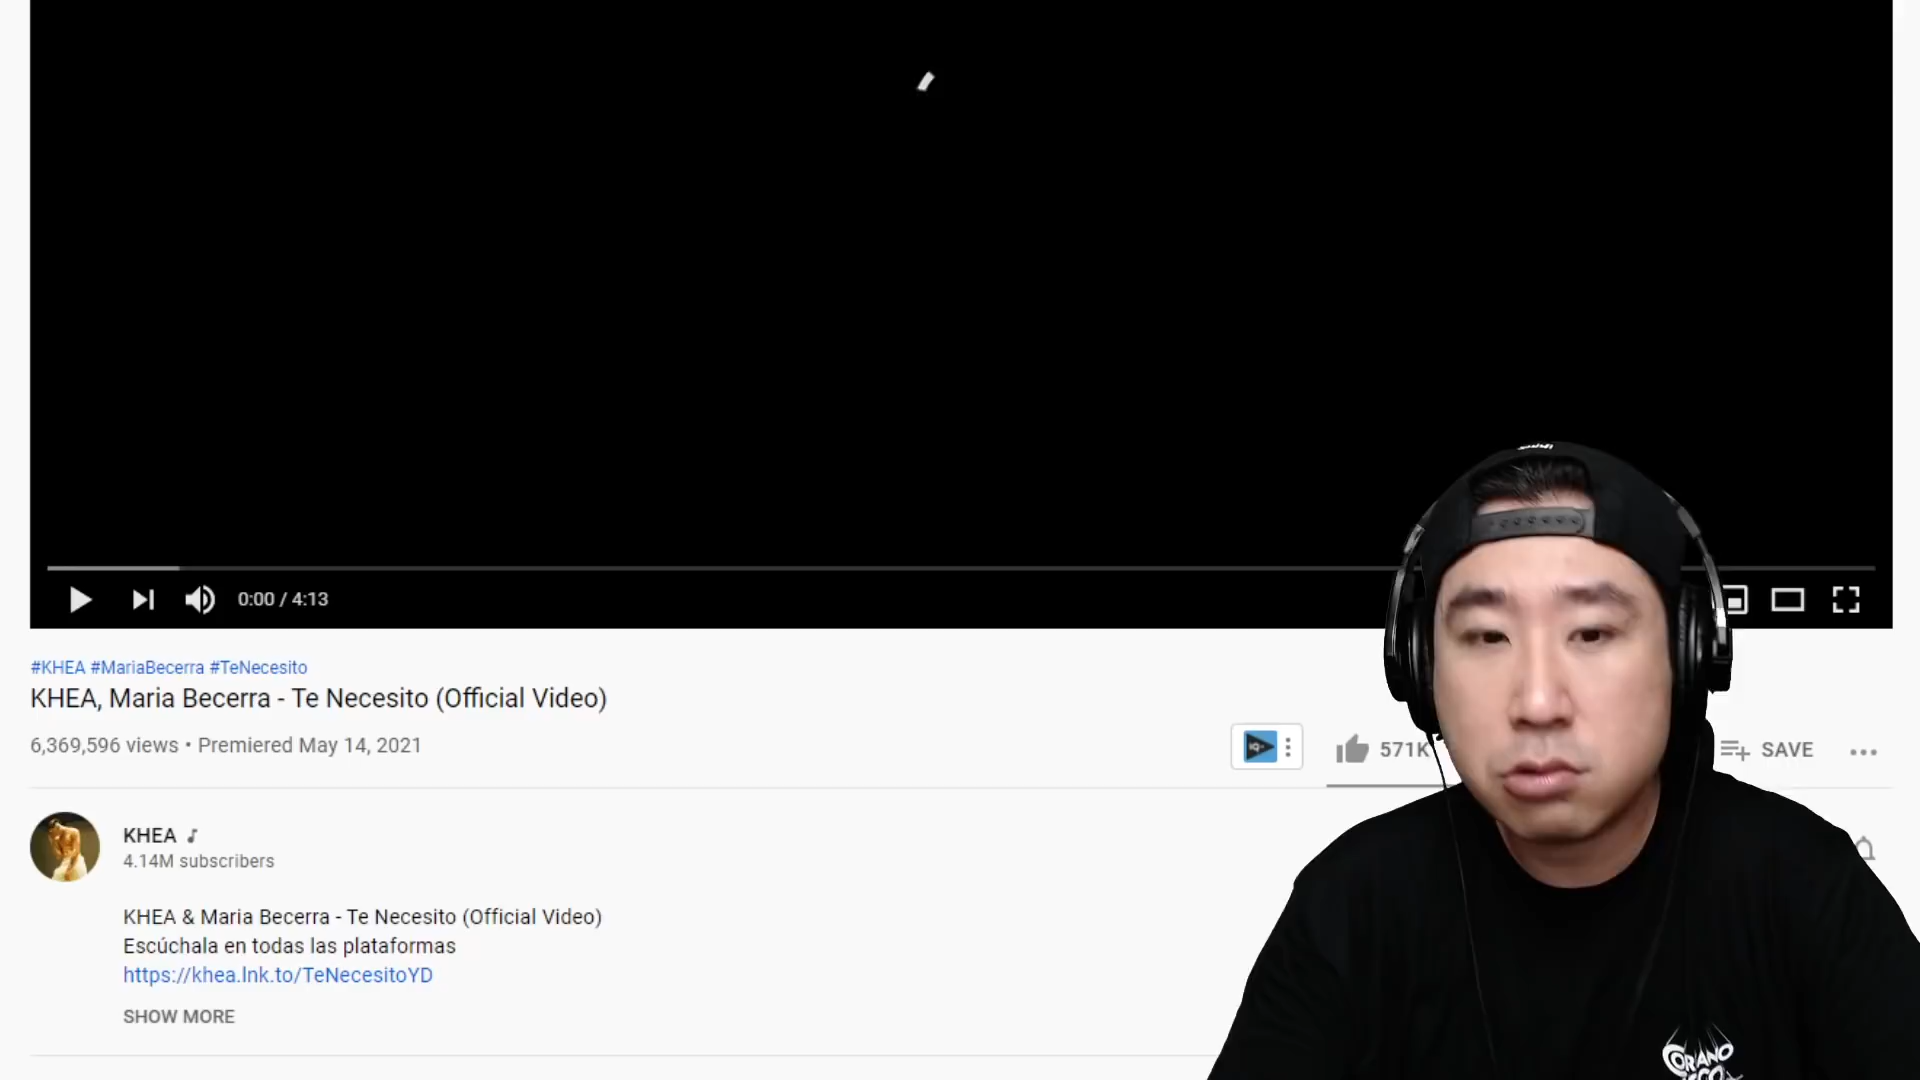 0:00 / 4:13
#KHEA #MariaBecerra #TeNecesito
KHEA, Maria Becerra - Te Necesito (Official Video)
6,369,596 views • Premiered May 14, 2021
571K
SAVE
KHEA
4.14M subscribers
KHEA & Maria Becerra - Te Necesito (Official Video)
Escúchala en todas las plataformas
https://khea.lnk.to/TeNecesitoYD
SHOW MORE